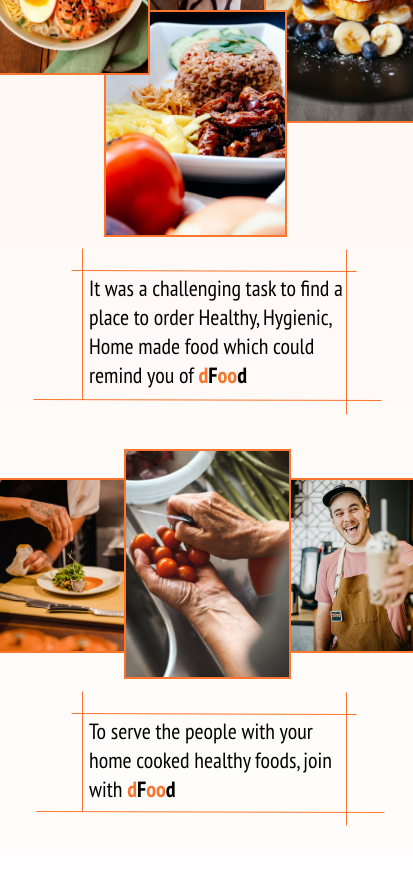 It was a challenging task to find a
place to order Healthy, Hygienic,
Home made food which could
remind you of dFood
To serve the people with your
home cooked healthy foods, join
with dFood